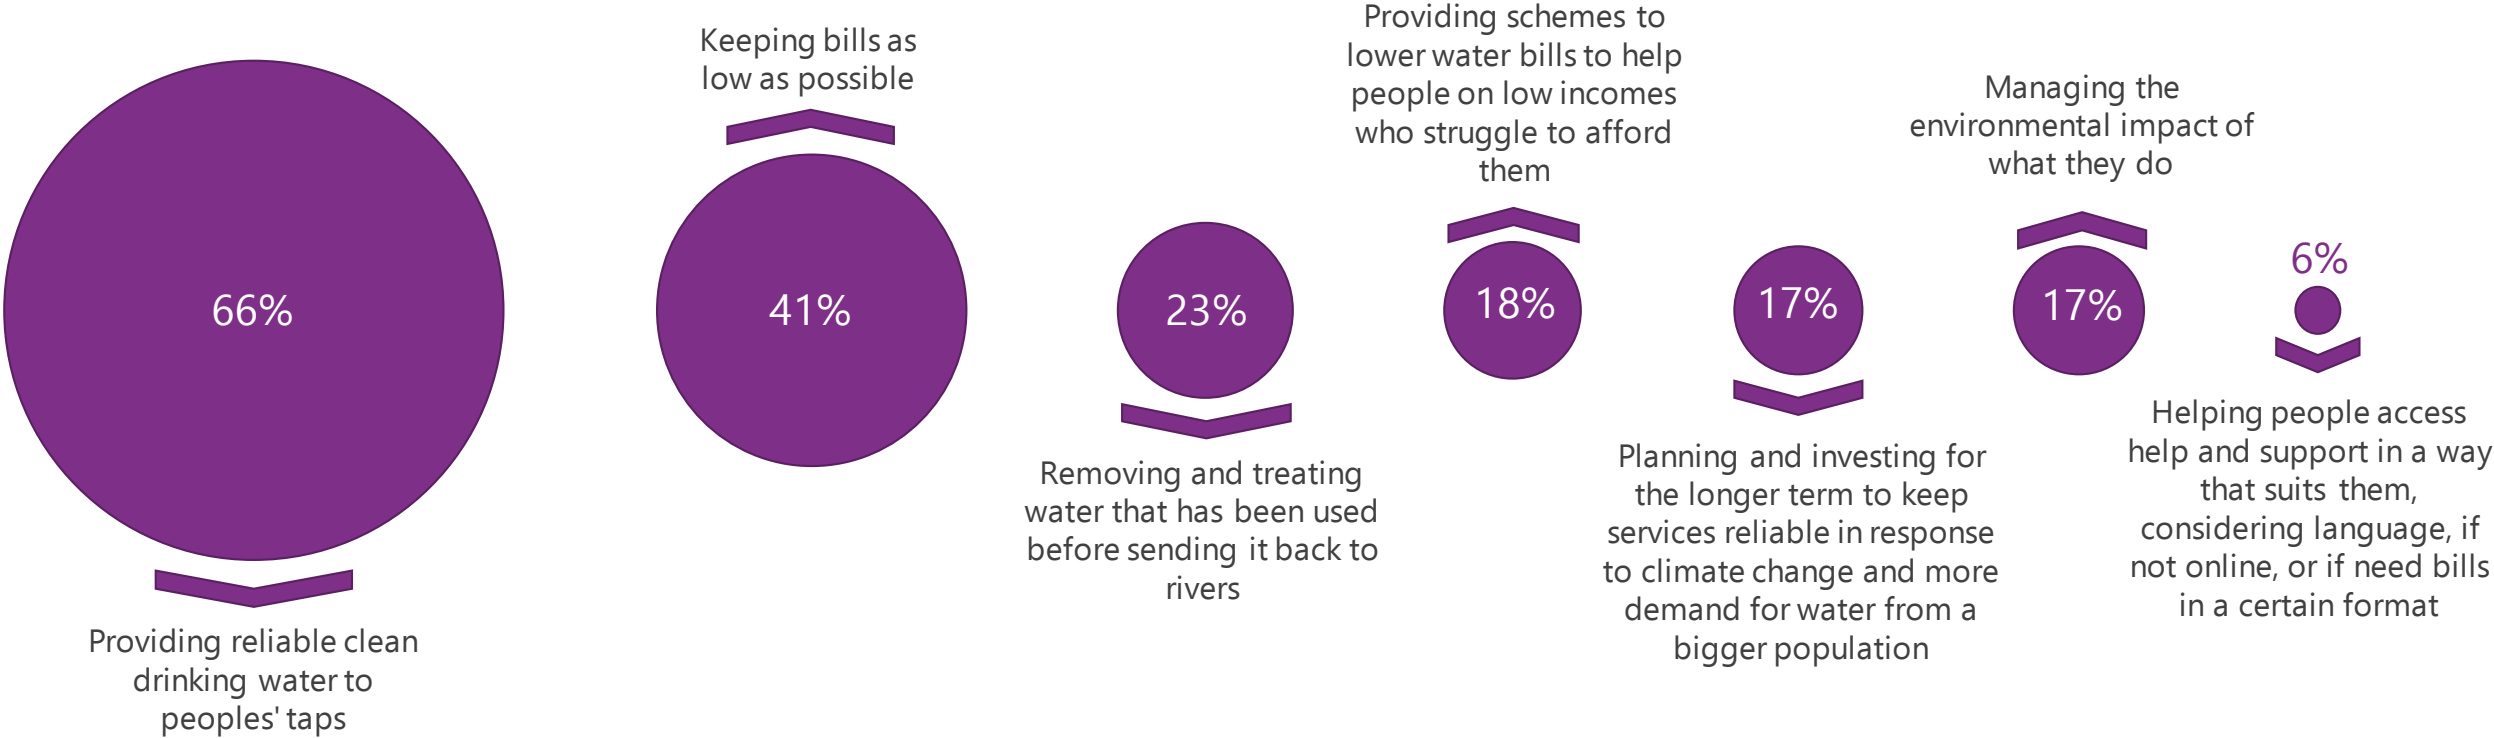 66%
Providing reliable clean
drinking water to
peoples' taps
Keeping bills as
low as possible
41%
23%
Removing and treating
water that has been used
before sending it back to
rivers
Providing schemes to
lower water bills to help
people on low incomes
who struggle to afford
them
18%
17%
Planning and investing for
the longer term to keep
services reliable in response
to climate change and more
demand for water from a
bigger population
Managing the
environmental impact of
what they do
17%
6%
Helping people access
help and support in a way
that suits them,
considering language, if
not online, or if need bills
in a certain format